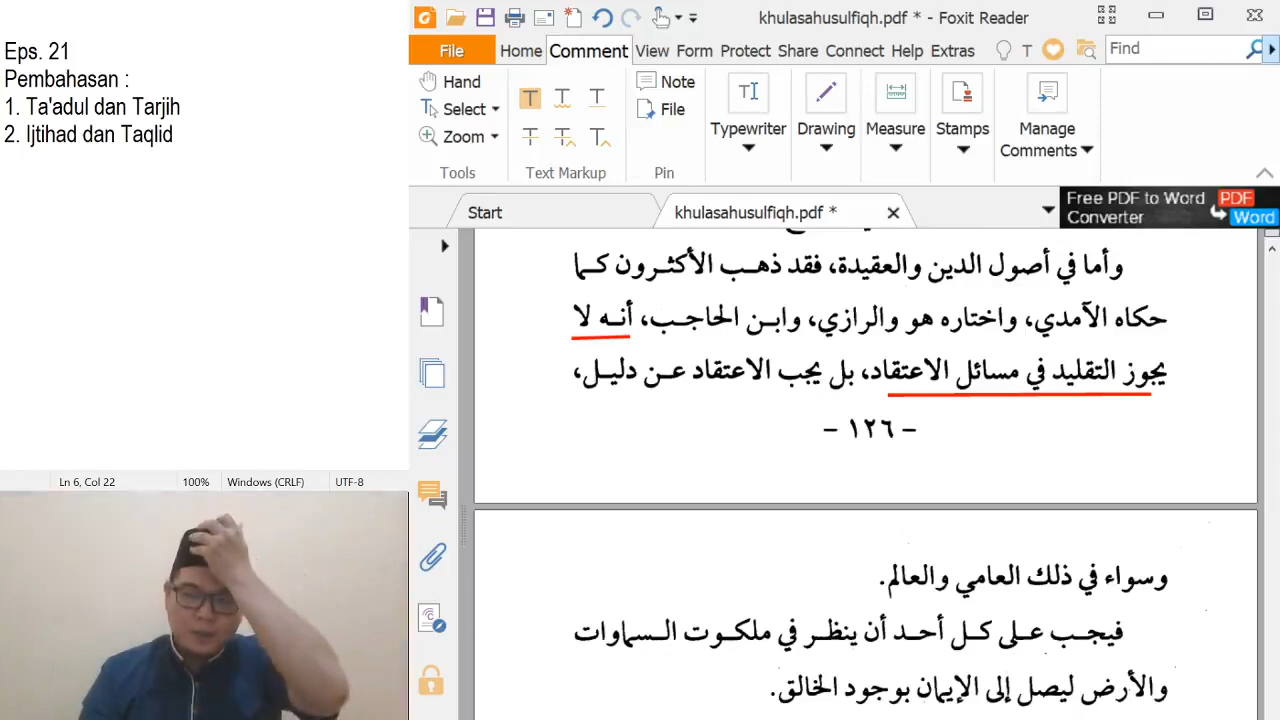 Eps. 21
Pembahasan :
1. Ta'adul dan Tarjih
2. Ijtihad dan Taqlid
Ln 6, Col 22
100%
Windows (CRLF)
UTF-8
khulasahusulfiqh.pdf * - Foxit Reader
File
Home
Comment
View
Form
Protect
Share
Connect
Help
Extras
Find
Hand
Select
Zoom
Tools
Text Markup
Note
File
Pin
Typewriter
Drawing
Measure
Stamps
Manage
Comments
Start
khulasahusulfiqh.pdf *
Free PDF to Word
Converter
PDF
Word
وأما في أصول الدين والعقيدة، فقد ذهب الأكثرون كما
حكاه الآمدي، واختاره هو والرازي، وابن الحاجب، أنه لا
يجوز التقليد في مسائل الاعتقاد، بل يجب الاعتقاد عن دليل،
- ١٢٦ -
وسواء في ذلك العامي والعالم.
فيجب على كل أحد أن ينظر في ملكوت السماوات
والأرض ليصل إلى الإيمان بوجود الخالق.